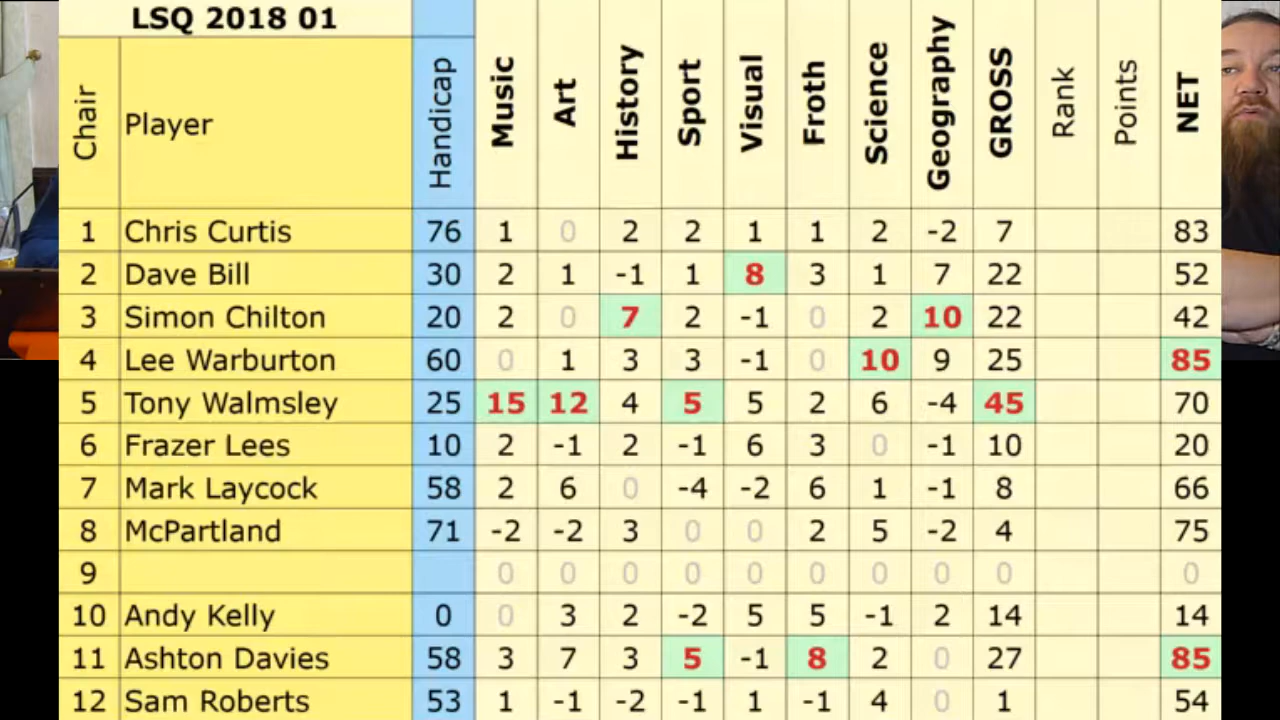 LSQ 2018 01
Chair Player Handicap Music Art History Sport Visual Froth Science Geography GROSS Rank Points NET
1 Chris Curtis 76 1 0 2 2 1 1 2 -2 7 83
2 Dave Bill 30 2 1 -1 1 8 3 1 7 22 52
3 Simon Chilton 20 2 0 7 2 -1 0 2 10 22 42
4 Lee Warburton 60 0 1 3 3 -1 0 10 9 25 85
5 Tony Walmsley 25 15 12 4 5 5 2 6 -4 45 70
6 Frazer Lees 10 2 -1 2 -1 6 3 0 -1 10 20
7 Mark Laycock 58 2 6 0 -4 -2 6 1 -1 8 66
8 McPartland 71 -2 -2 3 0 0 2 5 -2 4 75
9 0 0 0 0 0 0 0 0 0 0
10 Andy Kelly 0 0 3 2 -2 5 5 -1 2 14 14
11 Ashton Davies 58 3 7 3 5 -1 8 2 0 27 85
12 Sam Roberts 53 1 -1 -2 -1 1 -1 4 0 1 54